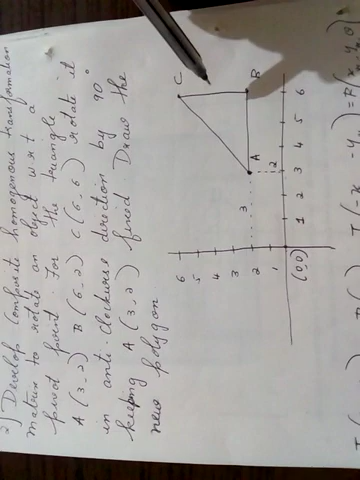 2) Develop composite homogenous transformation
matrix to rotate an object w.r.t a
pivot point. For the triangle
A(3,2) B(6,2) C(6,6) rotate it
in anti-clockwise direction by 90°
keeping A(3,2) fixed. Draw the
new polygon.
C
B
A
3
2
6
5
4
3
2
1
(0,0)
1 2 3 4 5 6
T(-x -y) = P(x, y, θ)